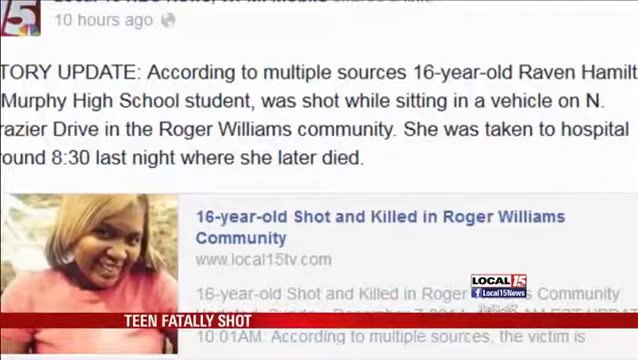 10 hours ago
TORY UPDATE: According to multiple sources 16-year-old Raven Hamilt
Murphy High School student, was shot while sitting in a vehicle on N.
razier Drive in the Roger Williams community. She was taken to hospital
ound 8:30 last night where she later died.
16-year-old Shot and Killed in Roger Williams
Community
www.local15tv.com
16-year-old Shot and Killed in Roger Community
LOCAL 15
f Local15News
TEEN FATALLY SHOT
10:01AM: According to multiple sources, the victim is